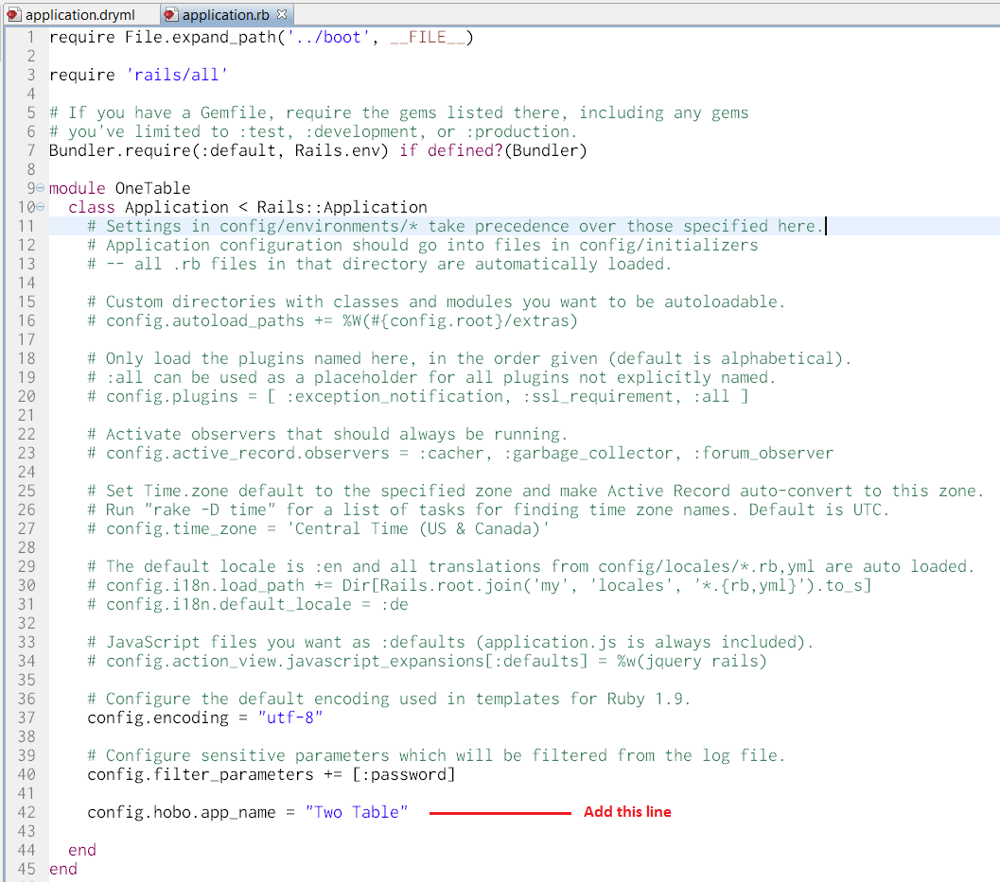 application.dryml application.rb
1 require File.expand_path('../boot', __FILE__)
2
3 require 'rails/all'
4
5 # If you have a Gemfile, require the gems listed there, including any gems
6 # you've limited to :test, :development, or :production.
7 Bundler.require(:default, Rails.env) if defined?(Bundler)
8
9 module OneTable
10 class Application < Rails::Application
11 # Settings in config/environments/* take precedence over those specified here.
12 # Application configuration should go into files in config/initializers
13 # -- all .rb files in that directory are automatically loaded.
14
15 # Custom directories with classes and modules you want to be autoloadable.
16 # config.autoload_paths += %W(#{config.root}/extras)
17
18 # Only load the plugins named here, in the order given (default is alphabetical).
19 # :all can be used as a placeholder for all plugins not explicitly named.
20 # config.plugins = [ :exception_notification, :ssl_requirement, :all ]
21
22 # Activate observers that should always be running.
23 # config.active_record.observers = :cacher, :garbage_collector, :forum_observer
24
25 # Set Time.zone default to the specified zone and make Active Record auto-convert to this zone.
26 # Run "rake -D time" for a list of tasks for finding time zone names. Default is UTC.
27 # config.time_zone = 'Central Time (US & Canada)'
28
29 # The default locale is :en and all translations from config/locales/*.rb,yml are auto loaded.
30 # config.i18n.load_path += Dir[Rails.root.join('my', 'locales', '*.{rb,yml}').to_s]
31 # config.i18n.default_locale = :de
32
33 # JavaScript files you want as :defaults (application.js is always included).
34 # config.action_view.javascript_expansions[:defaults] = %w(jquery rails)
35
36 # Configure the default encoding used in templates for Ruby 1.9.
37 config.encoding = "utf-8"
38
39 # Configure sensitive parameters which will be filtered from the log file.
40 config.filter_parameters += [:password]
41
42 config.hobo.app_name = "Two Table" Add this line
43
44 end
45 end